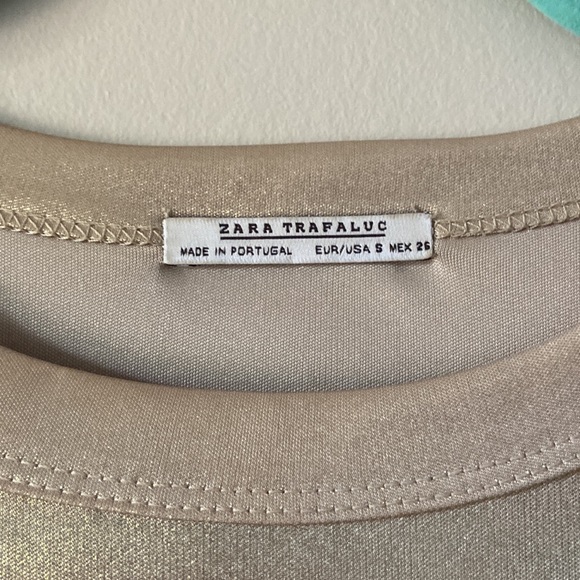 ZARA TRAFALUC
MADE IN PORTUGAL EUR/USA S MEX 26